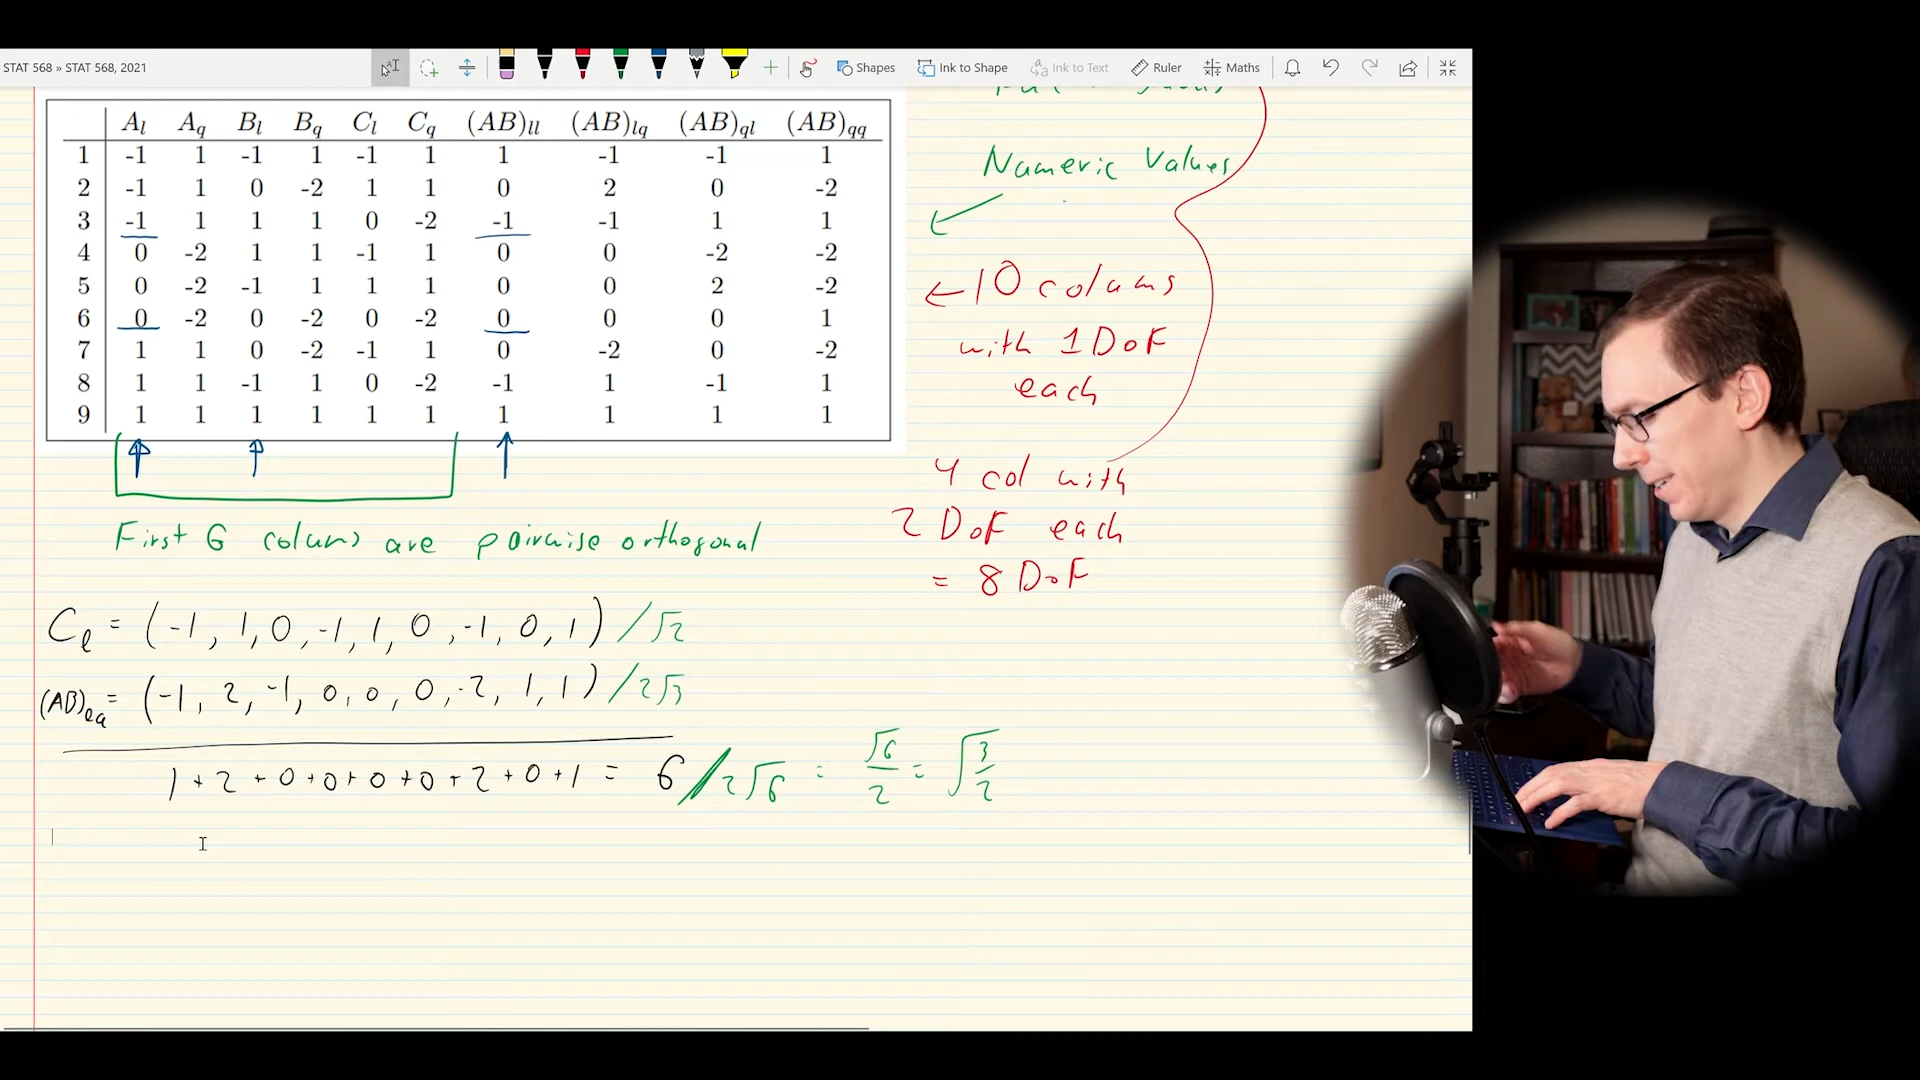 STAT 568 » STAT 568, 2021
Shapes Ink to Shape Ink to Text Ruler Maths
A_l A_q B_l B_q C_l C_q (AB)_ll (AB)_lq (AB)_ql (AB)_qq
1 -1 1 -1 1 -1 1 1 -1 -1 1
2 -1 1 0 -2 1 1 0 2 0 -2
3 -1 1 1 1 0 -2 -1 -1 1 1
4 0 -2 1 1 -1 1 0 0 -2 -2
5 0 -2 -1 1 1 1 0 0 2 -2
6 0 -2 0 -2 0 -2 0 0 0 1
7 1 1 0 -2 -1 1 0 -2 0 -2
8 1 1 -1 1 0 -2 -1 1 -1 1
9 1 1 1 1 1 1 1 1 1 1
Numeric Values
←10 colums
with 1 DoF
each
4 col with
2 DoF each
= 8 DoF
First 6 colums are pairwise orthogonal
C_l = (-1, 1, 0, -1, 1, 0, -1, 0, 1) /√2
(AB)_lq = (-1, 2, -1, 0, 0, 0, -2, 1, 1) /2√3
1 + 2 + 0 + 0 + 0 + 0 + 2 + 0 + 1 = 6 / 2√6 = √6/2 = √3/2